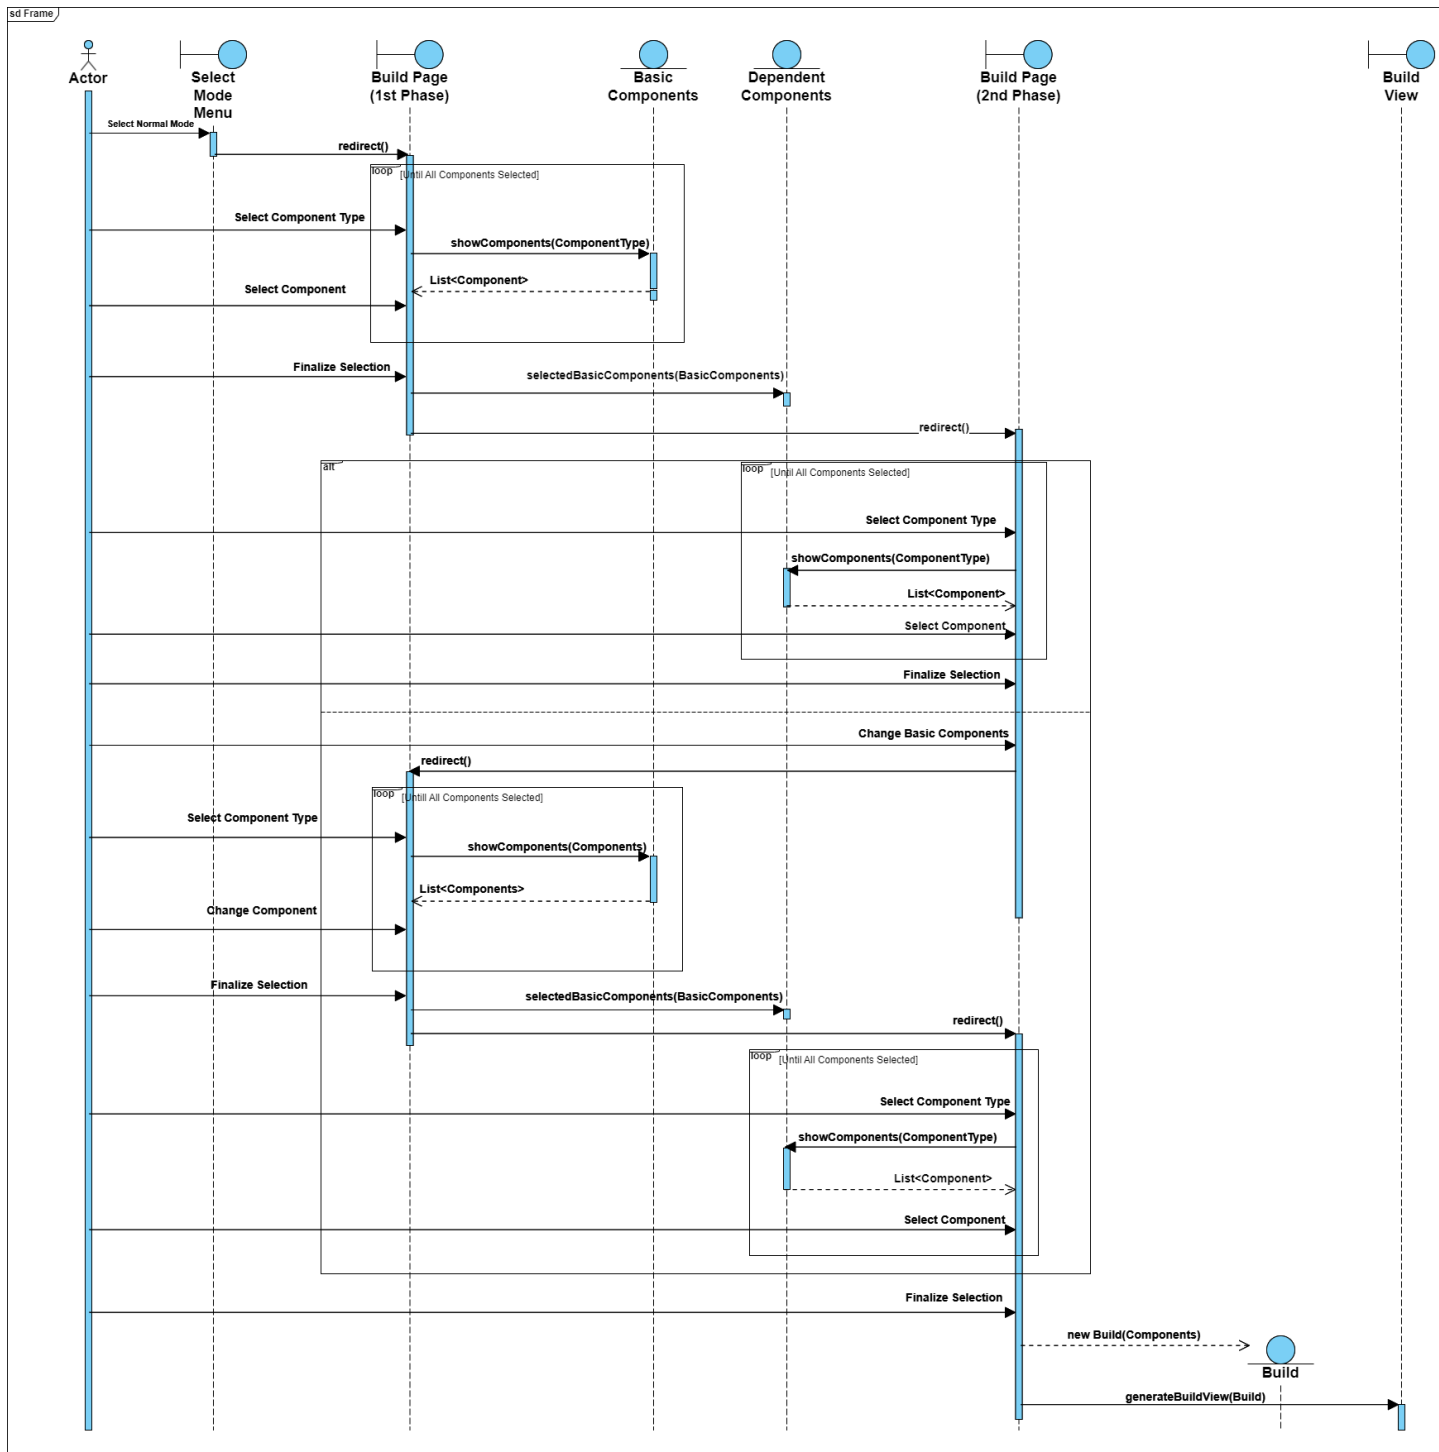 sd Frame
Actor
Select
Mode
Menu
Build Page
(1st Phase)
Basic
Components
Dependent
Components
Build Page
(2nd Phase)
Build
View
Select Normal Mode
redirect()
loop
[Until All Components Selected]
Select Component Type
showComponents(ComponentType)
List<Component>
Select Component
Finalize Selection
selectedBasicComponents(BasicComponents)
redirect()
alt
loop
[Until All Components Selected]
Select Component Type
showComponents(ComponentType)
List<Component>
Select Component
Finalize Selection
Change Basic Components
redirect()
loop
[Untill All Components Selected]
Select Component Type
showComponents(Components)
List<Components>
Change Component
Finalize Selection
selectedBasicComponents(BasicComponents)
redirect()
loop
[Until All Components Selected]
Select Component Type
showComponents(ComponentType)
List<Component>
Select Component
Finalize Selection
new Build(Components)
Build
generateBuildView(Build)